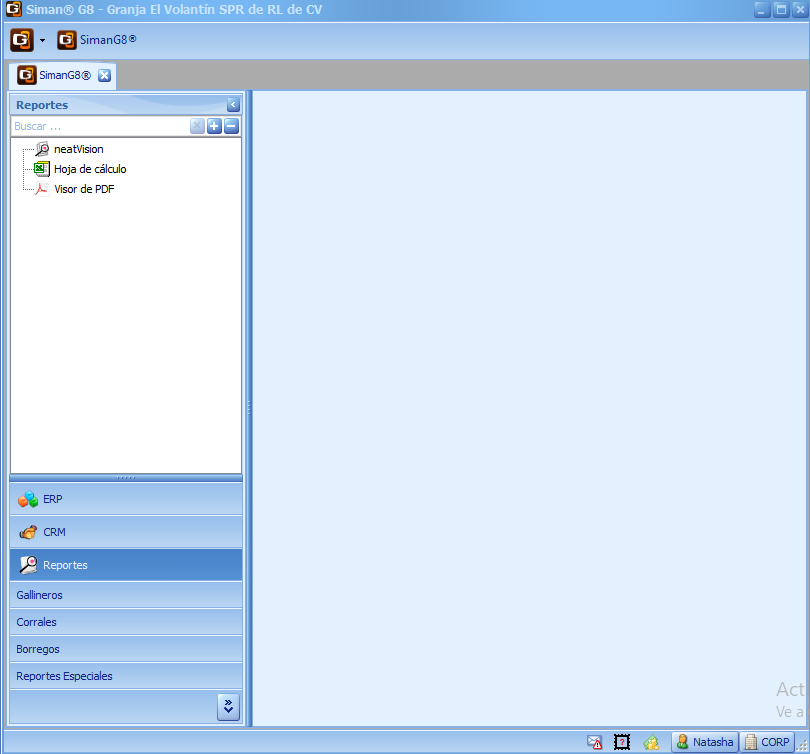 Siman® G8 - Granja El Volantín SPR de RL de CV
SimanG8®
SimanG8®
Reportes
Buscar ...
neatVision
Hoja de cálculo
Visor de PDF
ERP
CRM
Reportes
Gallineros
Corrales
Borregos
Reportes Especiales
Act
Ve a
Natasha
CORP